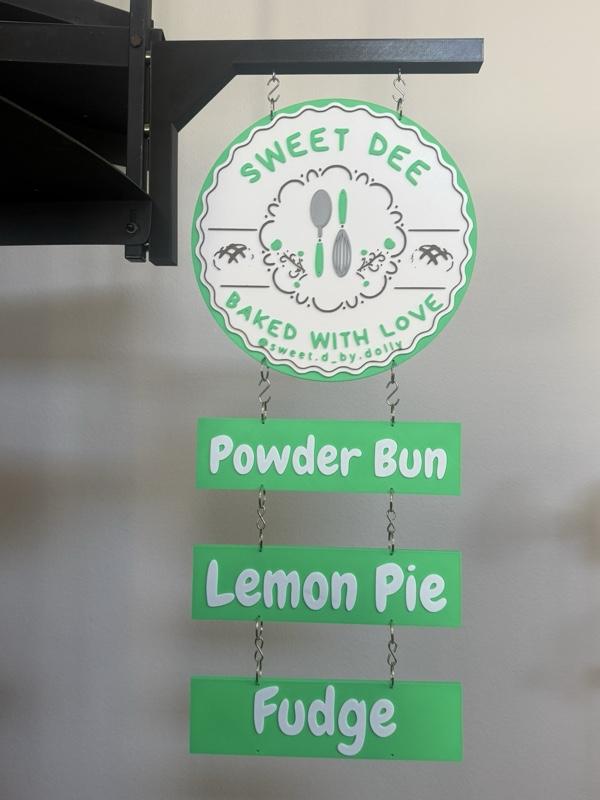 SWEET DEE
BAKED WITH LOVE
@sweet.d_by.dolly
Powder Bun
Lemon Pie
Fudge